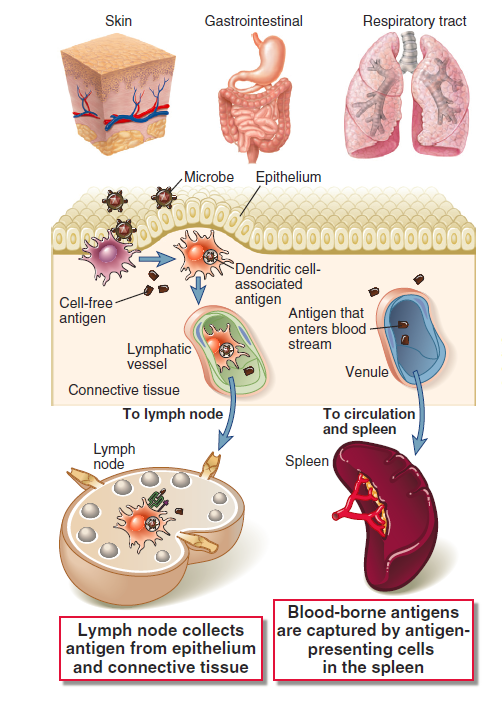 Skin
Gastrointestinal
Respiratory tract
Microbe
Epithelium
Dendritic cell-
associated
antigen
Cell-free
antigen
Antigen that
enters blood
stream
Lymphatic
vessel
Venule
Connective tissue
To lymph node
To circulation
and spleen
Lymph
node
Spleen
Lymph node collects
antigen from epithelium
and connective tissue
Blood-borne antigens
are captured by antigen-
presenting cells
in the spleen